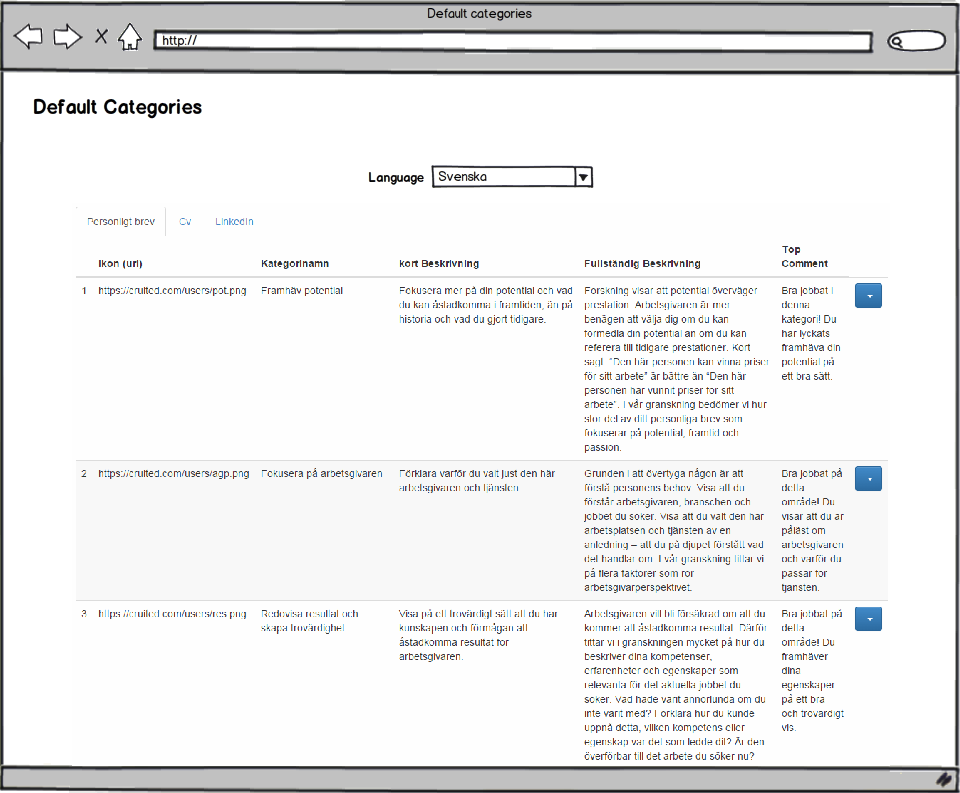 Default categories
http://
Default Categories
Language Svenska
Personligt brev Cv LinkedIn
Top
Ikon (url) Kategorinamn kort Beskrivning Fullständig Beskrivning Comment
1 https://cruited.com/users/pot.png Framhäv potential Fokusera mer på din potential och vad Forskning visar att potential överväger Bra jobbat i
du kan åstadkomma i framtiden, än på prestation. Arbetsgivaren är mer denna
historia och vad du gjort tidigare. benägen att välja dig om du kan kategori! Du
förmedla din potential än om du kan har lyckats
referera till tidigare prestationer. Kort framhäva din
sagt: "Den här personen kan vinna priser potential på
för sitt arbete" är bättre än "Den här ett bra sätt.
personen har vunnit priser för sitt
arbete". I vår granskning bedömer vi hur
stor del av ditt personliga brev som
fokuserar på potential, framtid och
passion.
2 https://cruited.com/users/agp.png Fokusera på arbetsgivaren Förklara varför du valt just den här Grunden i att övertyga någon är att Bra jobbat på
arbetsgivaren och tjänsten förstå personens behov. Visa att du detta
förstår arbetsgivaren, branschen och område! Du
jobbet du söker. Visa att du valt den här visar att du är
arbetsplatsen och tjänsten av en påläst om
anledning – att du på djupet förstått vad arbetsgivaren
det handlar om. I vår granskning tittar vi och varför du
på flera faktorer som rör passar för
arbetsgivarperspektivet. tjänsten.
3 https://cruited.com/users/res.png Redovisa resultat och Visa på ett trovärdigt sätt att du har Arbetsgivaren vill bli försäkrad om att du Bra jobbat på
skapa trovärdighet kunskapen och förmågan att kommer att åstadkomma resultat. Därför detta
åstadkomma resultat för tittar vi i granskningen mycket på hur du område! Du
arbetsgivaren. beskriver dina kompetenser, framhäver
erfarenheter och egenskaper som dina
relevanta för det aktuella jobbet du egenskaper
söker. Vad hade varit annorlunda om du på ett bra
inte varit med? Förklara hur du kunde och trovärdigt
uppnå detta, vilken kompetens eller vis.
egenskap var det som ledde dit? Är den
överförbar till det arbete du söker nu?